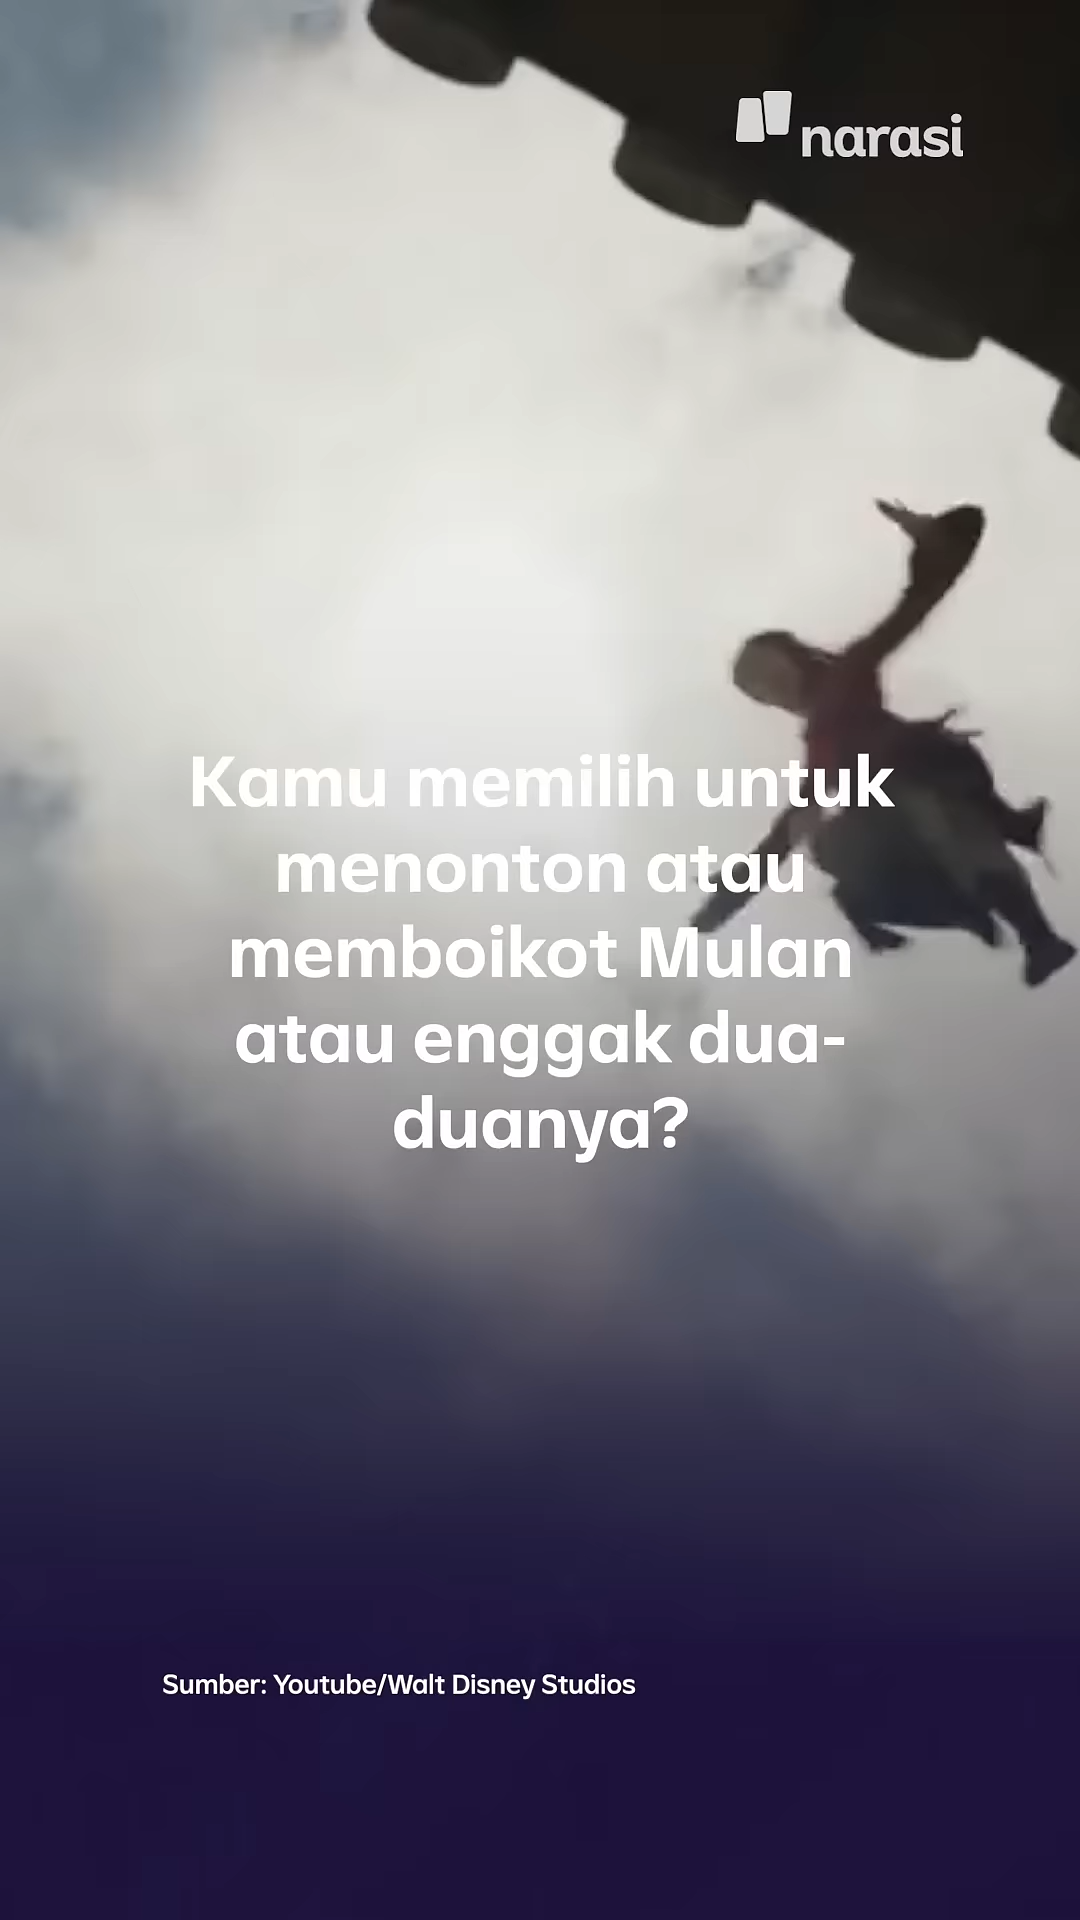 narasi
Kamu memilih untuk
menonton atau
memboikot Mulan
atau enggak dua-
duanya?
Sumber: Youtube/Walt Disney Studios